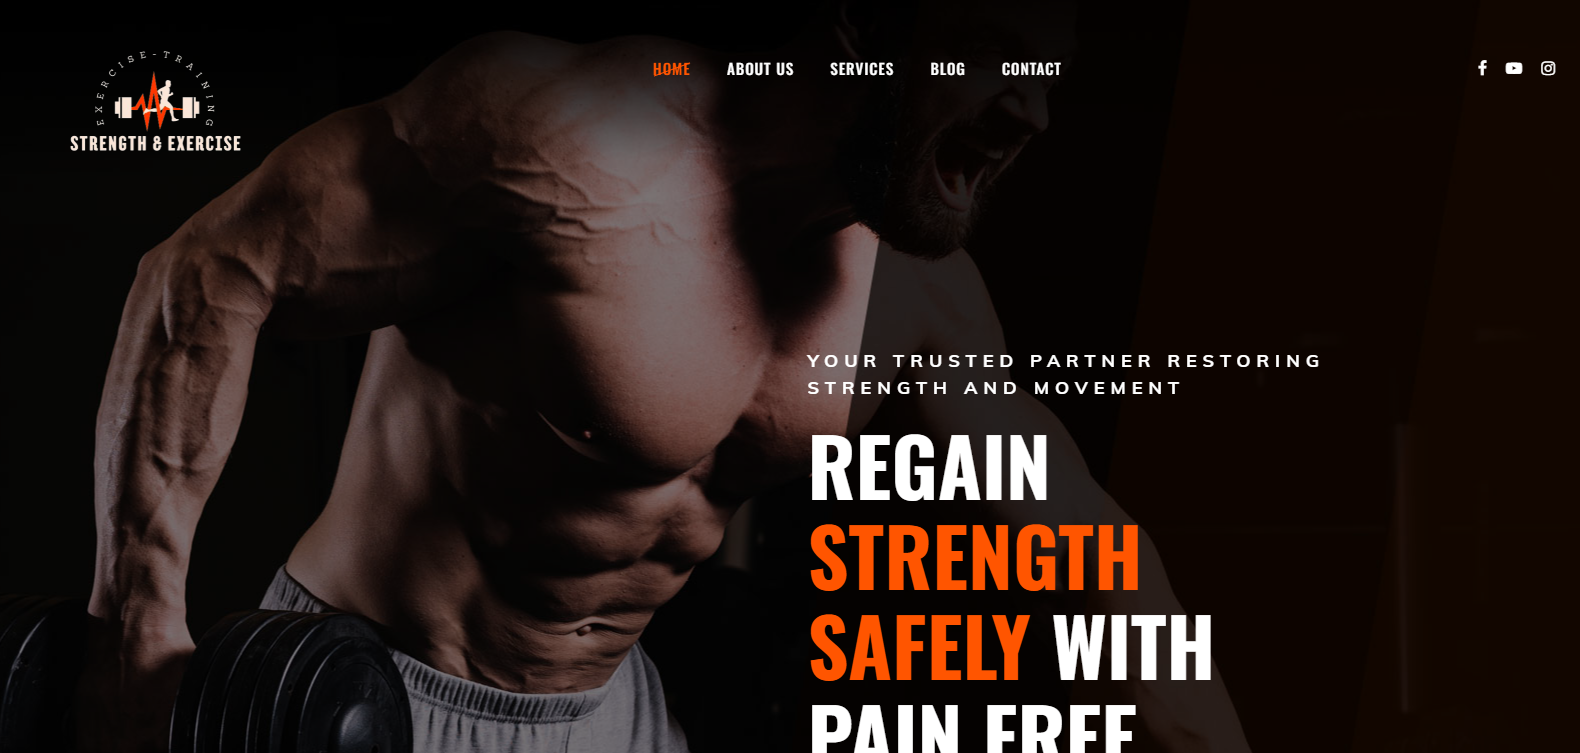 EXERCISE-TRAINING
STRENGTH & EXERCISE
HOME ABOUT US SERVICES BLOG CONTACT
YOUR TRUSTED PARTNER RESTORING
STRENGTH AND MOVEMENT
REGAIN
STRENGTH
SAFELY WITH
PAIN FREE